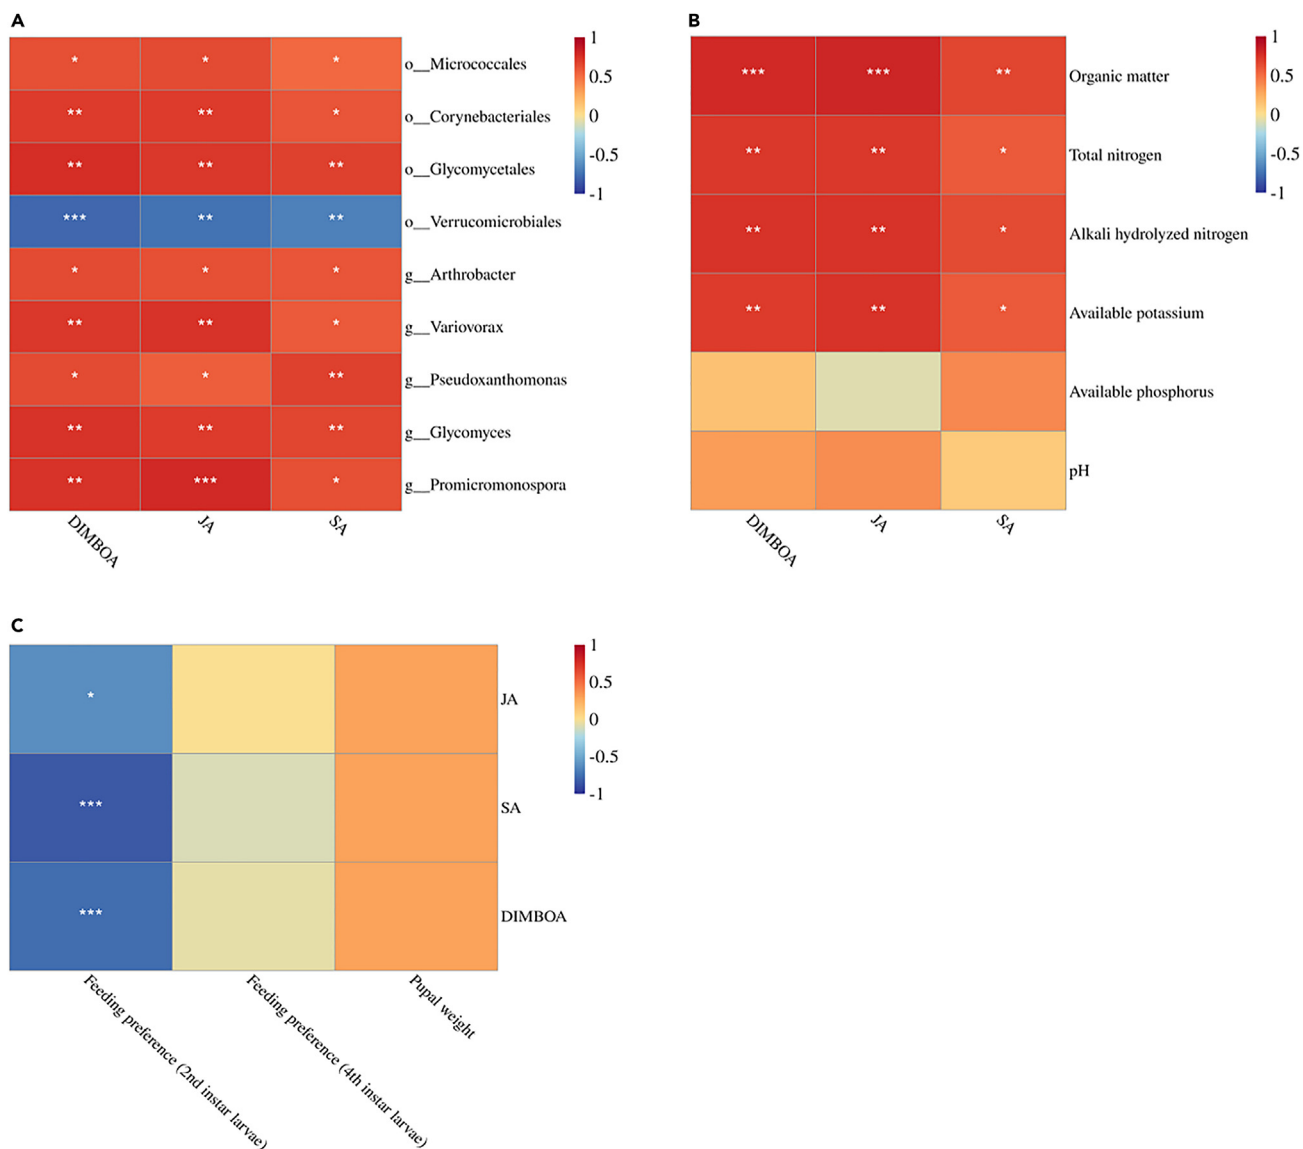 A
* * * o__Micrococcales
** ** * o__Corynebacteriales
** ** ** o__Glycomycetales
*** ** ** o__Verrucomicrobiales
* * * g__Arthrobacter
** ** * g__Variovorax
* * ** g__Pseudoxanthomonas
** ** ** g__Glycomyces
** *** * g__Promicromonospora
DIMBOA JA SA
1
0.5
0
-0.5
-1
B
*** *** ** Organic matter
** ** * Total nitrogen
** ** * Alkali hydrolyzed nitrogen
** ** * Available potassium
Available phosphorus
pH
DIMBOA JA SA
1
0.5
0
-0.5
-1
C
* JA
*** SA
*** DIMBOA
Feeding preference (2nd instar larvae)
Feeding preference (4th instar larvae)
Pupal weight
1
0.5
0
-0.5
-1